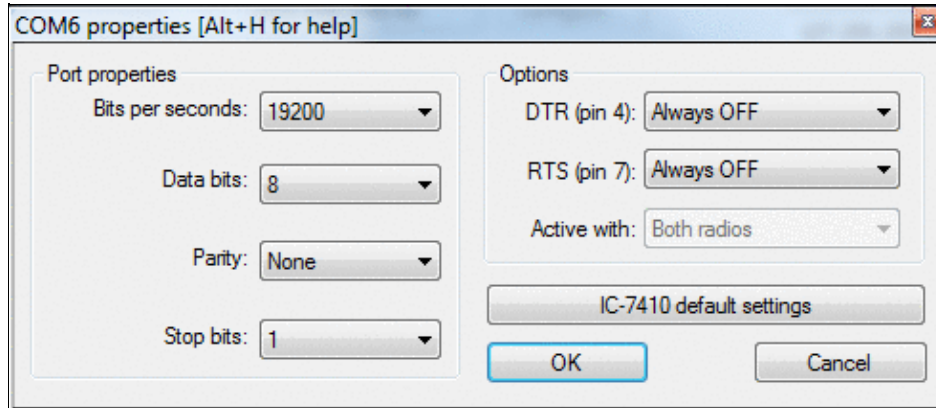 COM6 properties [Alt+H for help]
Port properties
Bits per seconds: 19200
Data bits: 8
Parity: None
Stop bits: 1
Options
DTR (pin 4): Always OFF
RTS (pin 7): Always OFF
Active with: Both radios
IC-7410 default settings
OK Cancel